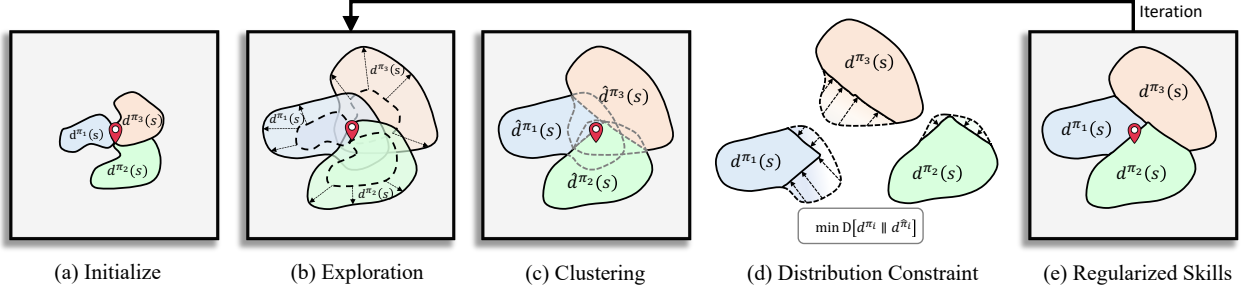 Iteration
d^{π_1}(s)
d^{π_3}(s)
d^{π_2}(s)
d^{π_1}(s)
d^{π_3}(s)
d^{π_2}(s)
d̂^{π_1}(s)
d̂^{π_3}(s)
d̂^{π_2}(s)
d^{π_1}(s)
d^{π_3}(s)
d^{π_2}(s)
min D[d^{π_i} ∥ d^{π̂_i}]
d^{π_1}(s)
d^{π_3}(s)
d^{π_2}(s)
(a) Initialize
(b) Exploration
(c) Clustering
(d) Distribution Constraint
(e) Regularized Skills